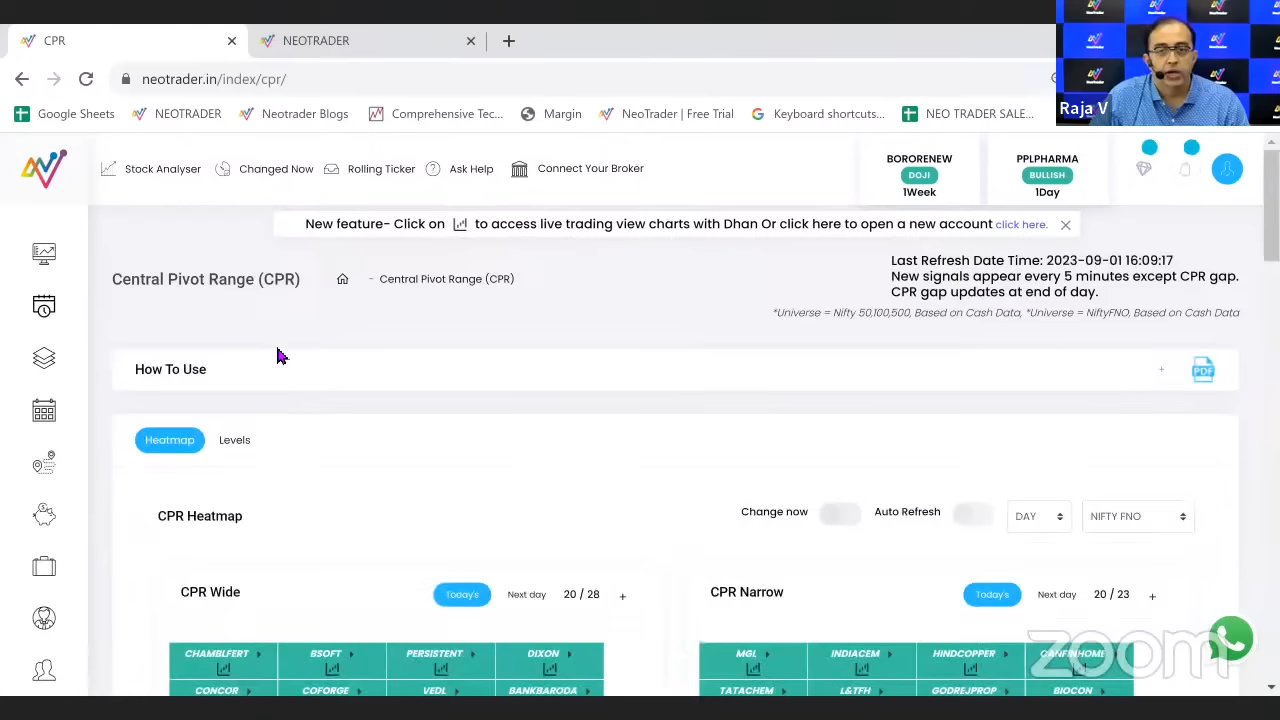 CPR
NEOTRADER
neotrader.in/index/cpr/
Google Sheets
NEOTRADER
Neotrader Blogs
Comprehensive Tec...
Margin
NeoTrader | Free Trial
Keyboard shortcuts...
NEO TRADER SALE...
Raja V
Stock Analyser
Changed Now
Rolling Ticker
Ask Help
Connect Your Broker
BORORENEW
DOJI
1Week
PPLPHARMA
BULLISH
1Day
New feature- Click on to access live trading view charts with Dhan Or click here to open a new account click here.
Central Pivot Range (CPR)
- Central Pivot Range (CPR)
Last Refresh Date Time: 2023-09-01 16:09:17
New signals appear every 5 minutes except CPR gap.
CPR gap updates at end of day.
*Universe = Nifty 50,100,500, Based on Cash Data, *Universe = NiftyFNO, Based on Cash Data
How To Use
+
PDF
Heatmap
Levels
CPR Heatmap
Change now
Auto Refresh
DAY
NIFTY FNO
CPR Wide
Today's
Next day
20 / 28
+
CPR Narrow
Today's
Next day
20 / 23
+
CHAMBLFERT
BSOFT
PERSISTENT
DIXON
MGL
INDIACEM
HINDCOPPER
CANFINHOME
CONCOR
COFORGE
VEDL
BANKBARODA
TATACHEM
L&TFH
GODREJPROP
BIOCON
zoom